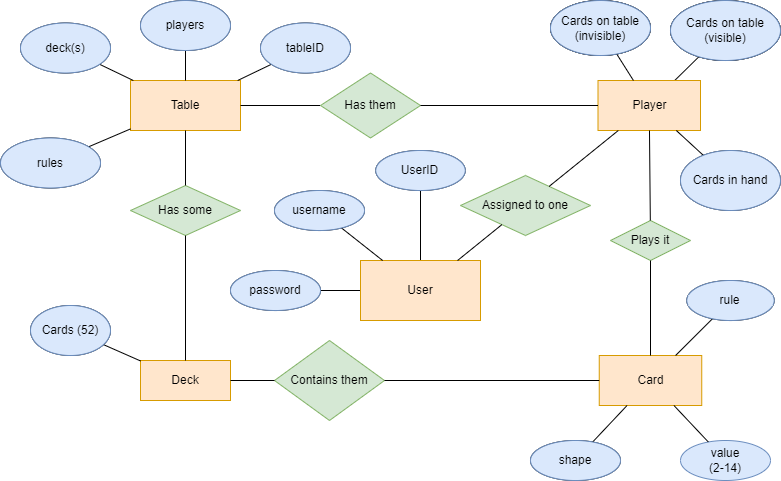 players
Cards on table
(invisible)
Cards on table
(visible)
deck(s)
tableID
Table
Has them
Player
rules
UserID
Cards in hand
Has some
username
Assigned to one
Plays it
password
User
rule
Cards (52)
Deck
Contains them
Card
shape
value
(2-14)